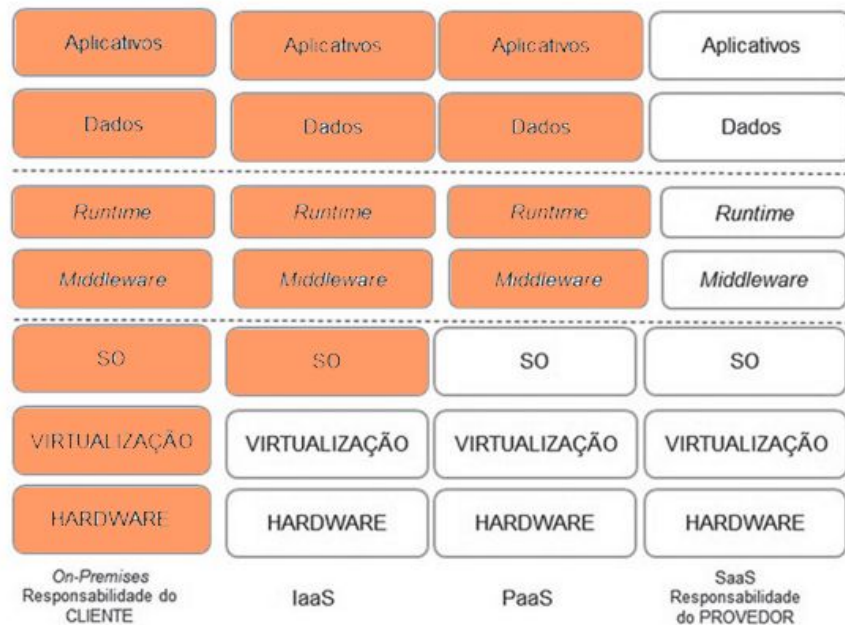 Aplicativos Aplicativos Aplicativos Aplicativos
Dados Dados Dados Dados
Runtime Runtime Runtime Runtime
Middleware Middleware Middleware Middleware
SO SO SO SO
VIRTUALIZAÇÃO VIRTUALIZAÇÃO VIRTUALIZAÇÃO VIRTUALIZAÇÃO
HARDWARE HARDWARE HARDWARE HARDWARE
On-Premises
Responsabilidade do
CLIENTE
IaaS
PaaS
SaaS
Responsabilidade
do PROVEDOR